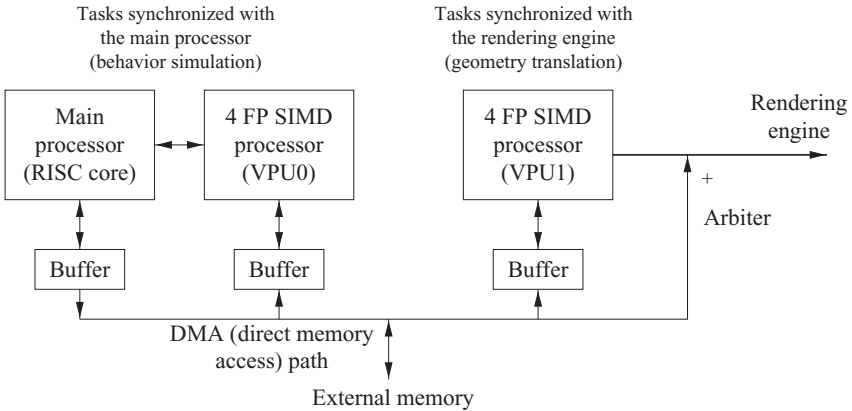 Tasks synchronized with
the main processor
(behavior simulation)
Tasks synchronized with
the rendering engine
(geometry translation)
Main
processor
(RISC core)
4 FP SIMD
processor
(VPU0)
4 FP SIMD
processor
(VPU1)
Rendering
engine
+
Arbiter
Buffer
Buffer
Buffer
DMA (direct memory
access) path
External memory